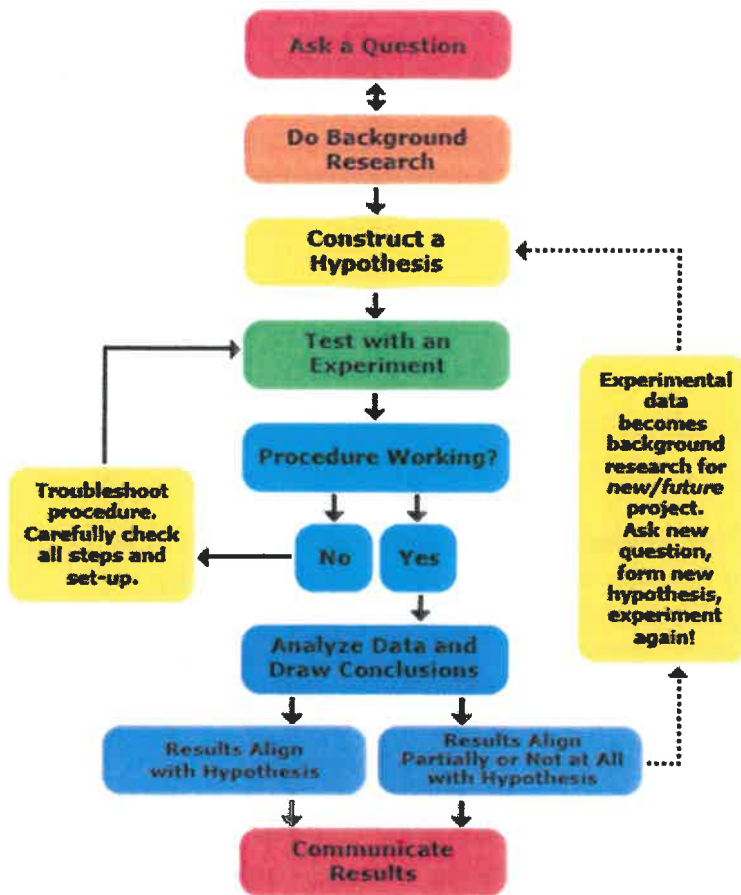 Ask a Question
Do Background
Research
Construct a
Hypothesis
Test with an
Experiment
Procedure Working?
Troubleshoot
procedure.
Carefully check
all steps and
set-up.
No
Yes
Experimental
data
becomes
background
research for
new/future
project.
Ask new
question,
form new
hypothesis,
experiment
again!
Analyze Data and
Draw Conclusions
Results Align
with Hypothesis
Results Align
Partially or Not at All
with Hypothesis
Communicate
Results